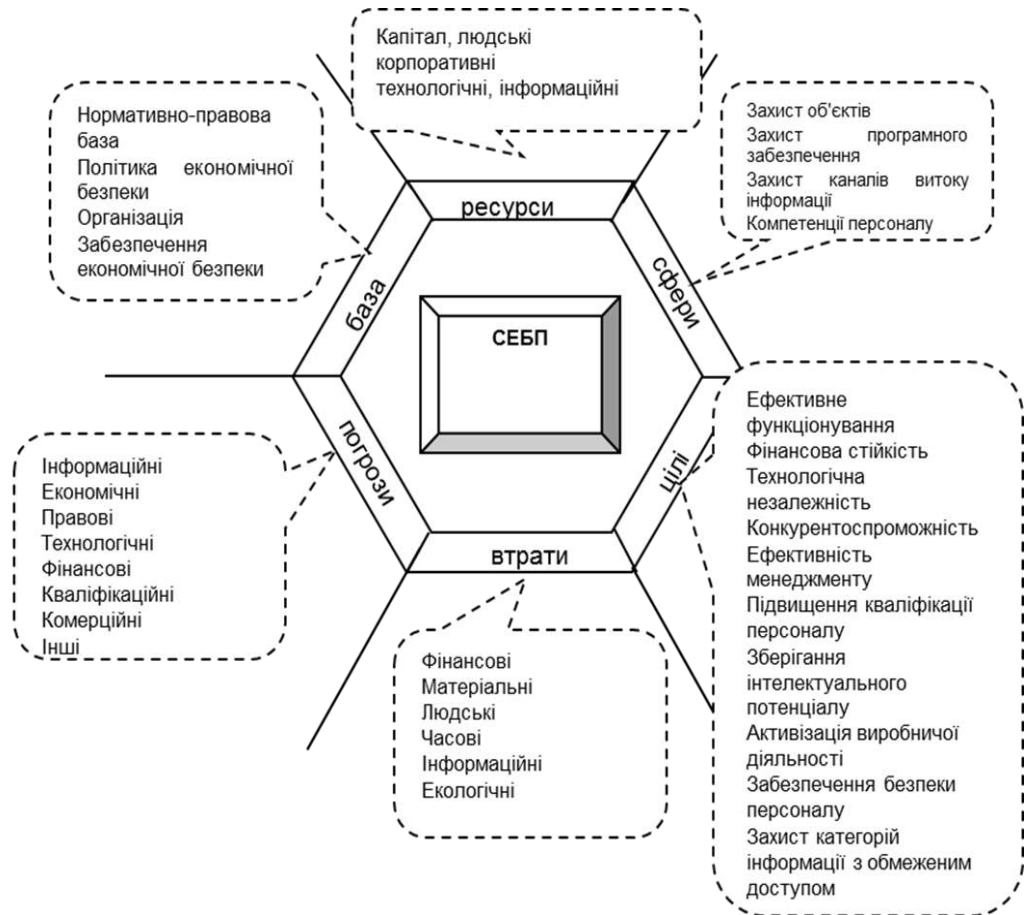 Капітал, людські
корпоративні
технологічні, інформаційні
Нормативно-правова
база
Політика економічної
безпеки
Організація
Забезпечення
економічної безпеки
Захист об'єктів
Захист програмного
забезпечення
Захист каналів витоку
інформації
Компетенції персоналу
ресурси
база
сфери
СЕБП
погрози
цілі
втрати
Інформаційні
Економічні
Правові
Технологічні
Фінансові
Кваліфікаційні
Комерційні
Інші
Фінансові
Матеріальні
Людські
Часові
Інформаційні
Екологічні
Ефективне
функціонування
Фінансова стійкість
Технологічна
незалежність
Конкурентоспроможність
Ефективність
менеджменту
Підвищення кваліфікації
персоналу
Зберігання
інтелектуального
потенціалу
Активізація виробничої
діяльності
Забезпечення безпеки
персоналу
Захист категорій
інформації з обмеженим
доступом